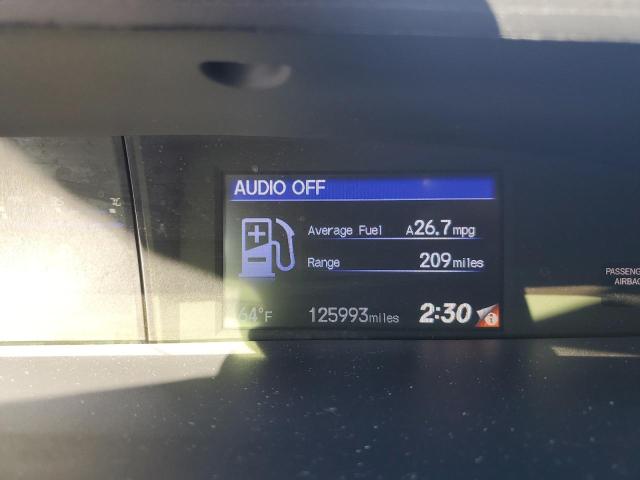 AUDIO OFF
Average Fuel A26.7mpg
Range 209miles
64°F 125993miles 2:30 i
PASSENG
AIRBAG